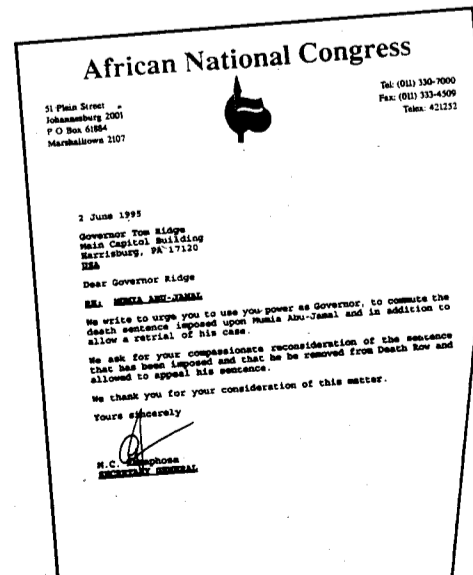 African National Congress
51 Plein Street
Johannesburg 2001
P O Box 61884
Marshalltown 2107
Tel: (011) 330-7000
Fax: (011) 333-4509
Telex: 421252
2 June 1995
Governor Tom Ridge
Main Capitol Building
Harrisburg, PA 17120
USA
Dear Governor Ridge
RE: MUMIA ABU-JAMAL
We write to urge you to use you power as Governor, to commute the
death sentence imposed upon Mumia Abu-Jamal and in addition to
allow a retrial of his case.
We ask for your compassionate reconsideration of the sentence
that has been imposed and that he be removed from Death Row and
allowed to appeal his sentence.
We thank you for your consideration of this matter.
Yours sincerely
M.C. Ramaphosa
SECRETARY GENERAL